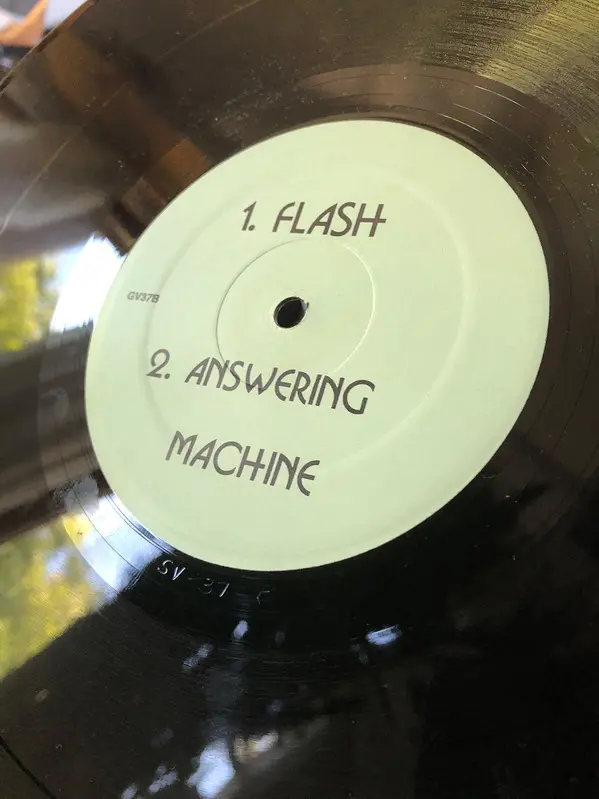 1. FLASH
GV37B
2. ANSWERING
MACHINE